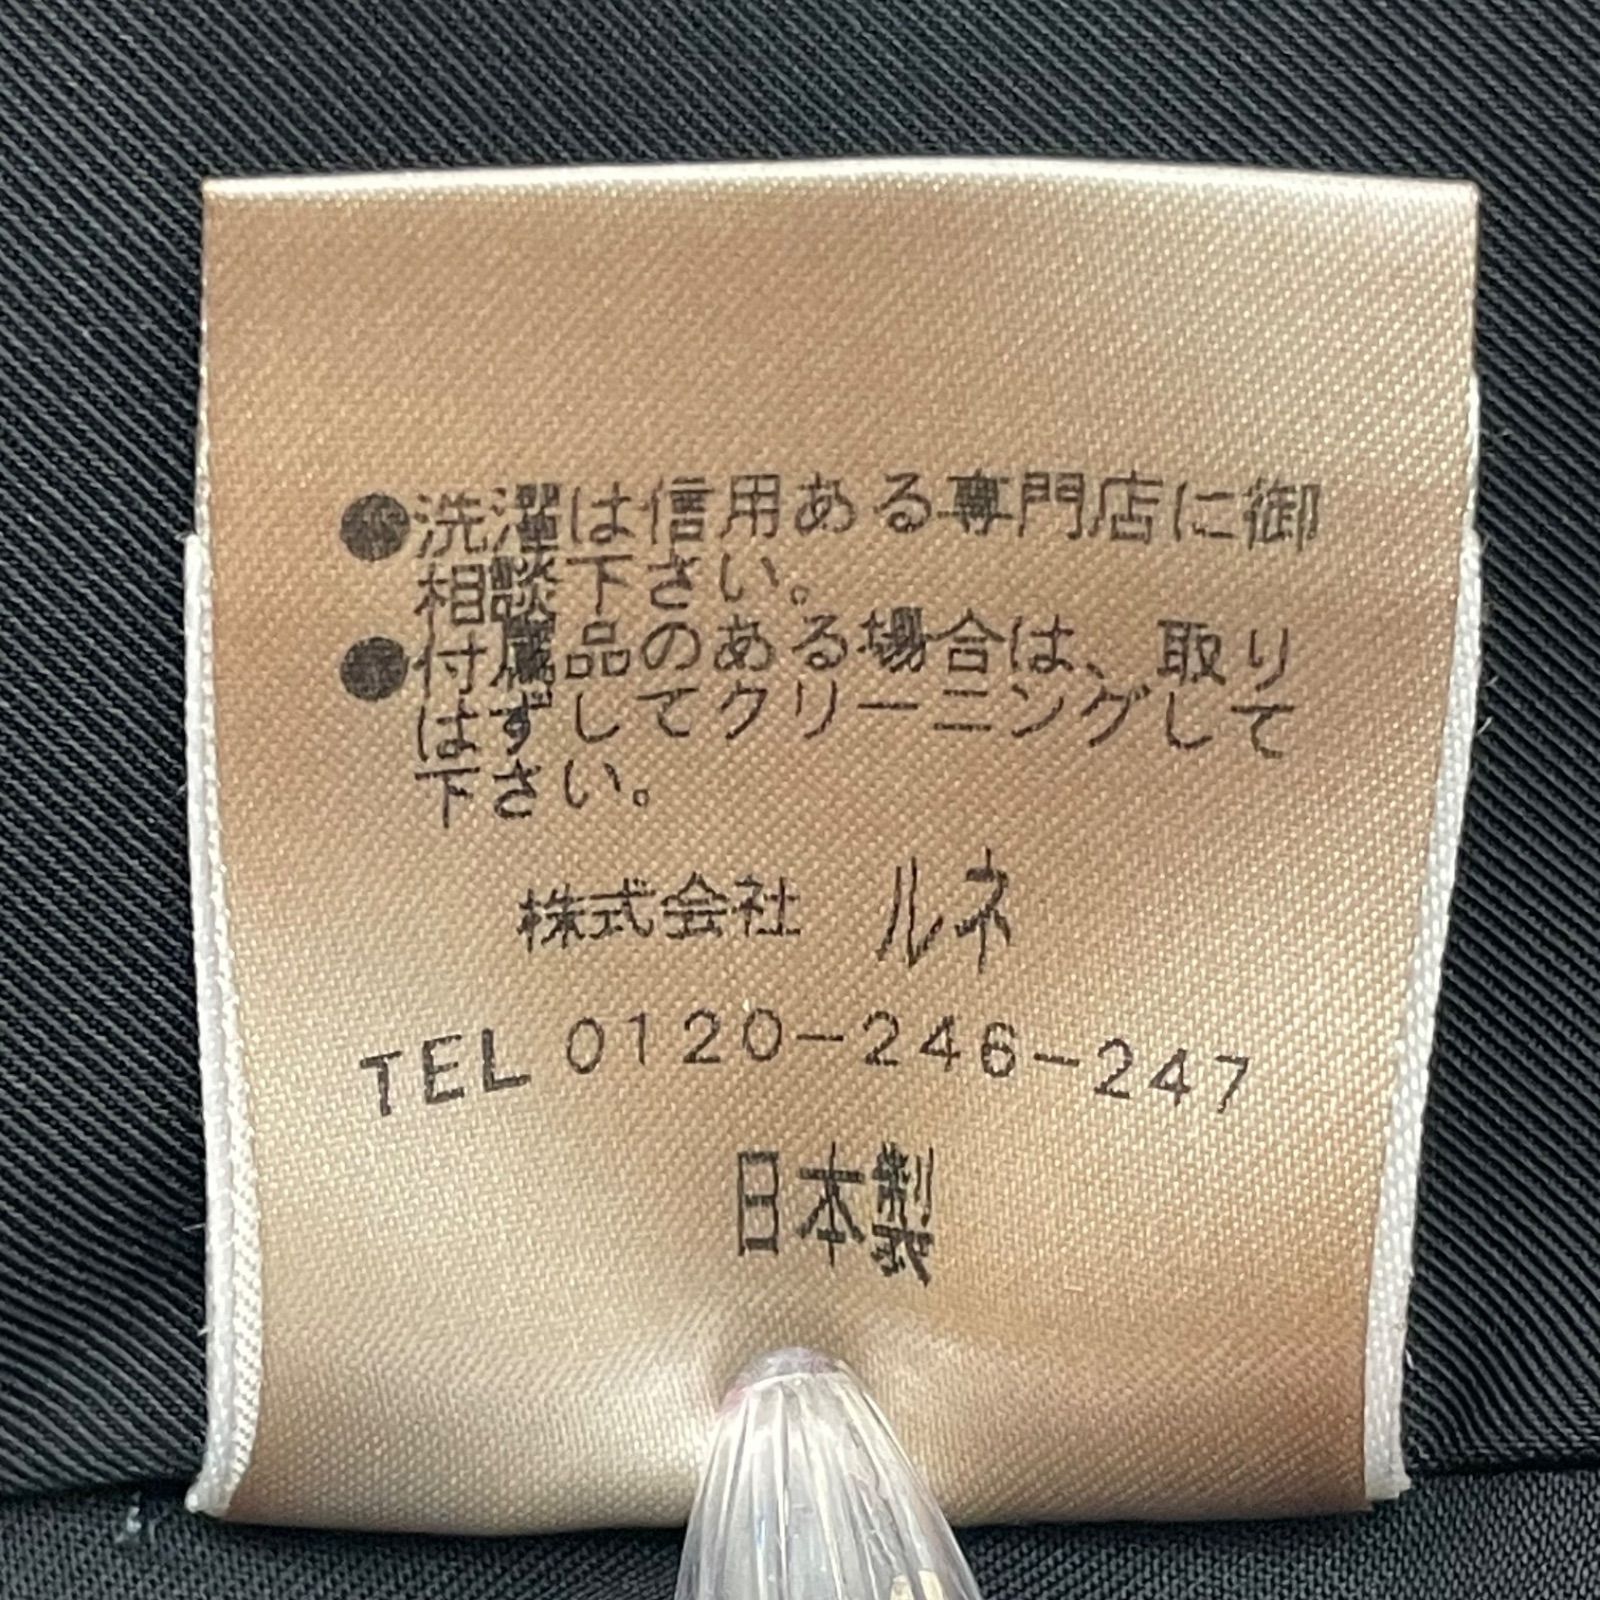 ●洗濯は信用ある専門店に御
相談下さい。
●付属品のある場合は、取り
はずしてクリーニングして
下さい。
株式会社 ルネ
TEL 0120-246-247
日本製